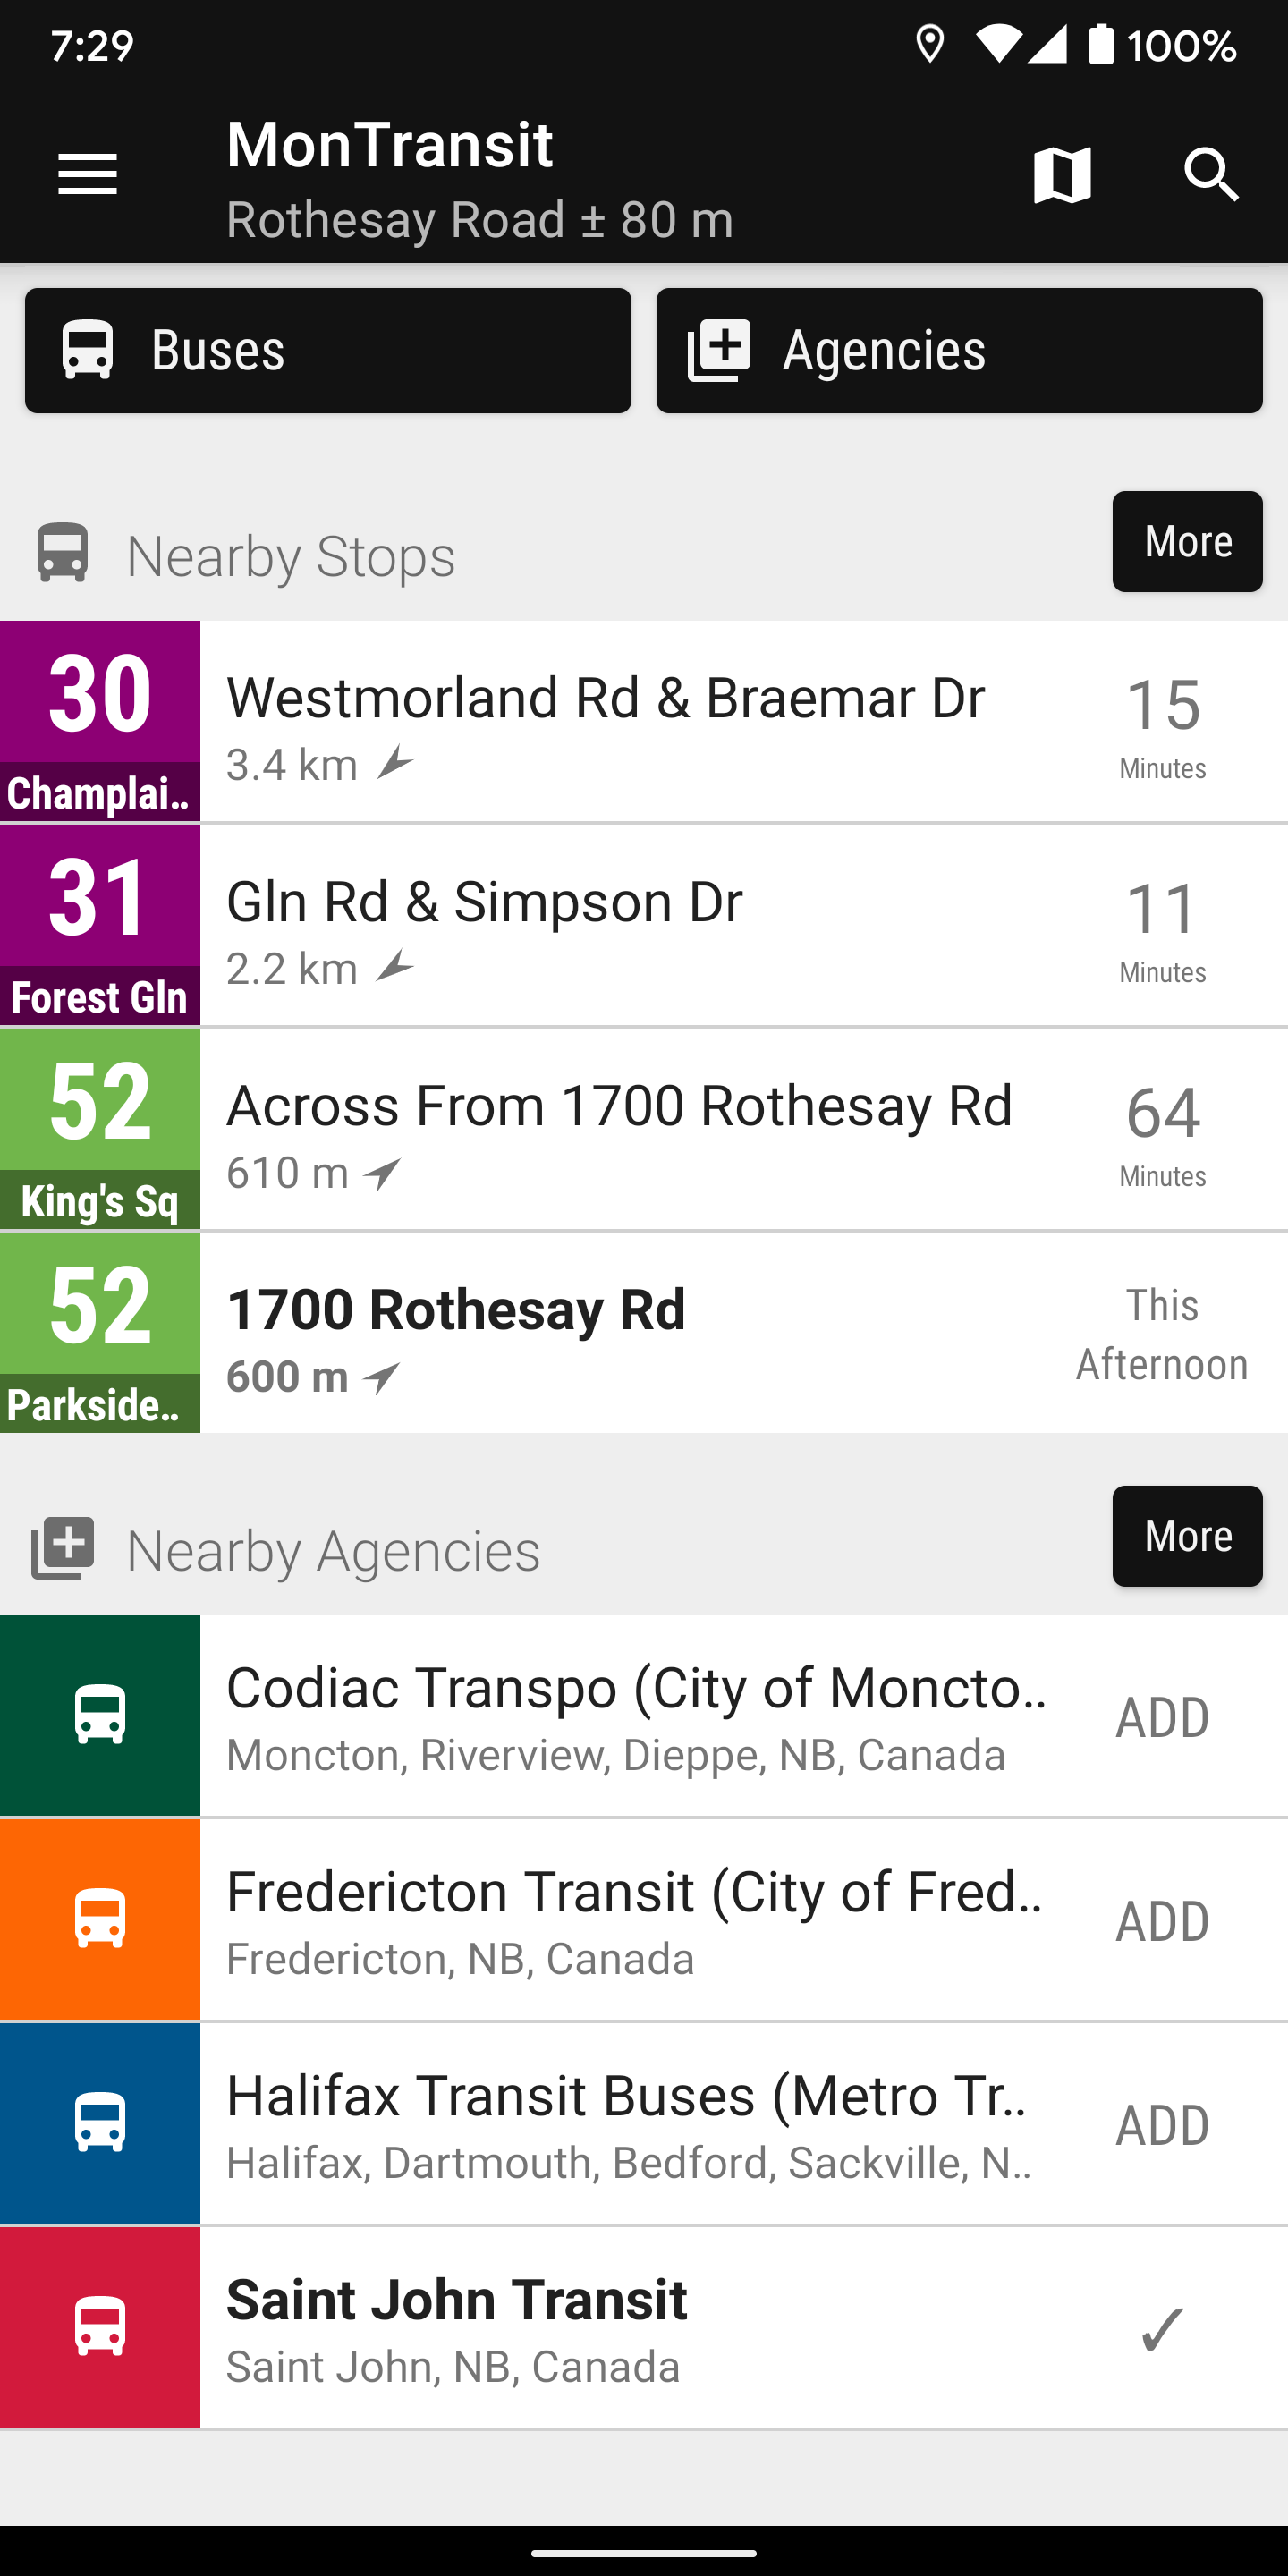 7:29
100%
MonTransit
Rothesay Road ± 80 m
Buses
Agencies
Nearby Stops
More
30
Champlai..
Westmorland Rd & Braemar Dr
3.4 km
15
Minutes
31
Forest Gln
Gln Rd & Simpson Dr
2.2 km
11
Minutes
52
King's Sq
Across From 1700 Rothesay Rd
610 m
64
Minutes
52
Parkside..
1700 Rothesay Rd
600 m
This
Afternoon
Nearby Agencies
More
Codiac Transpo (City of Moncto..
Moncton, Riverview, Dieppe, NB, Canada
ADD
Fredericton Transit (City of Fred..
Fredericton, NB, Canada
ADD
Halifax Transit Buses (Metro Tr..
Halifax, Dartmouth, Bedford, Sackville, N..
ADD
Saint John Transit
Saint John, NB, Canada
✓